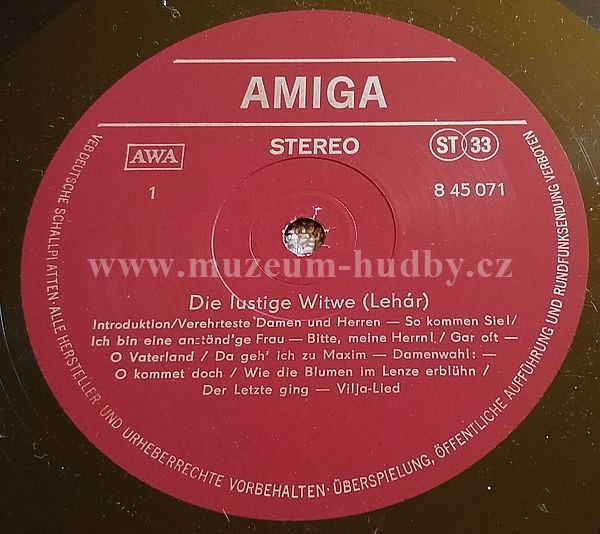 AMIGA
AWA
STEREO
ST 33
1
8 45 071
www.muzeum-hudby.cz
Die lustige Witwe (Lehár)
Introduktion/Verehrteste Damen und Herren — So kommen Sie!/
Ich bin eine anständ'ge Frau — Bitte, meine Herrn!/ Gar oft —
O Vaterland / Da geh' ich zu Maxim — Damenwahl: —
O kommet doch / Wie die Blumen im Lenze erblühn /
Der Letzte ging — Vilja-Lied
VEB DEUTSCHE SCHALLPLATTEN · ALLE HERSTELLER- UND URHEBERRECHTE VORBEHALTEN · ÜBERSPIELUNG, ÖFFENTLICHE AUFFÜHRUNG UND RUNDFUNKSENDUNG VERBOTEN